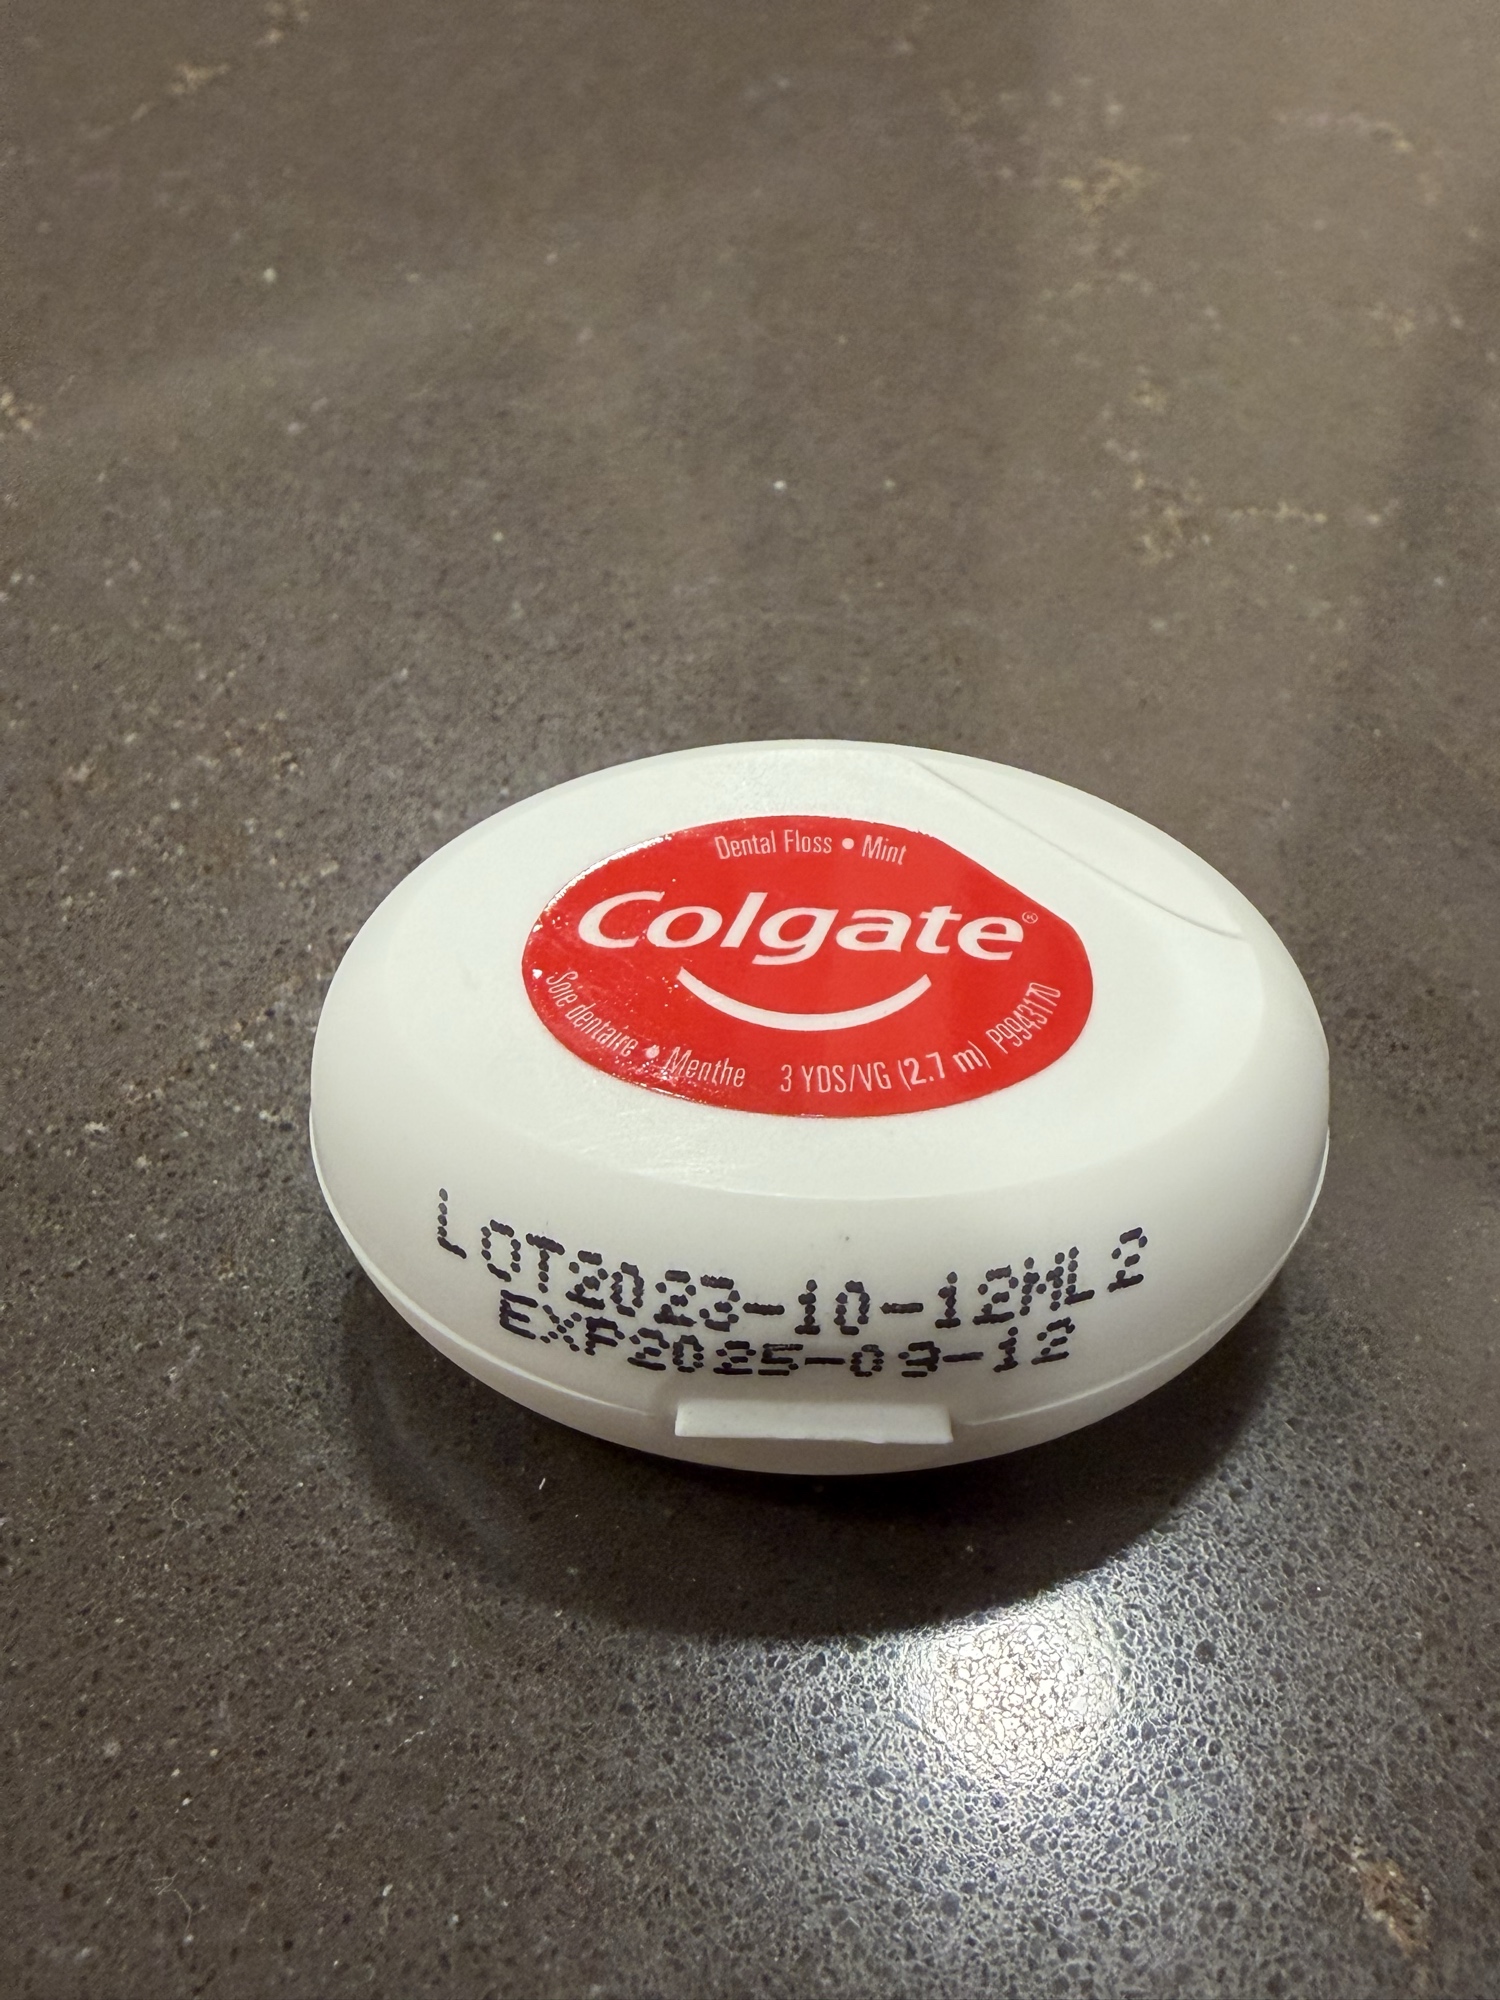 Dental Floss • Mint
Colgate®
Soie dentaire • Menthe
3 YDS/VG (2.7 m)
P9943170
LOT2023-10-12ML2
EXP2025-09-12